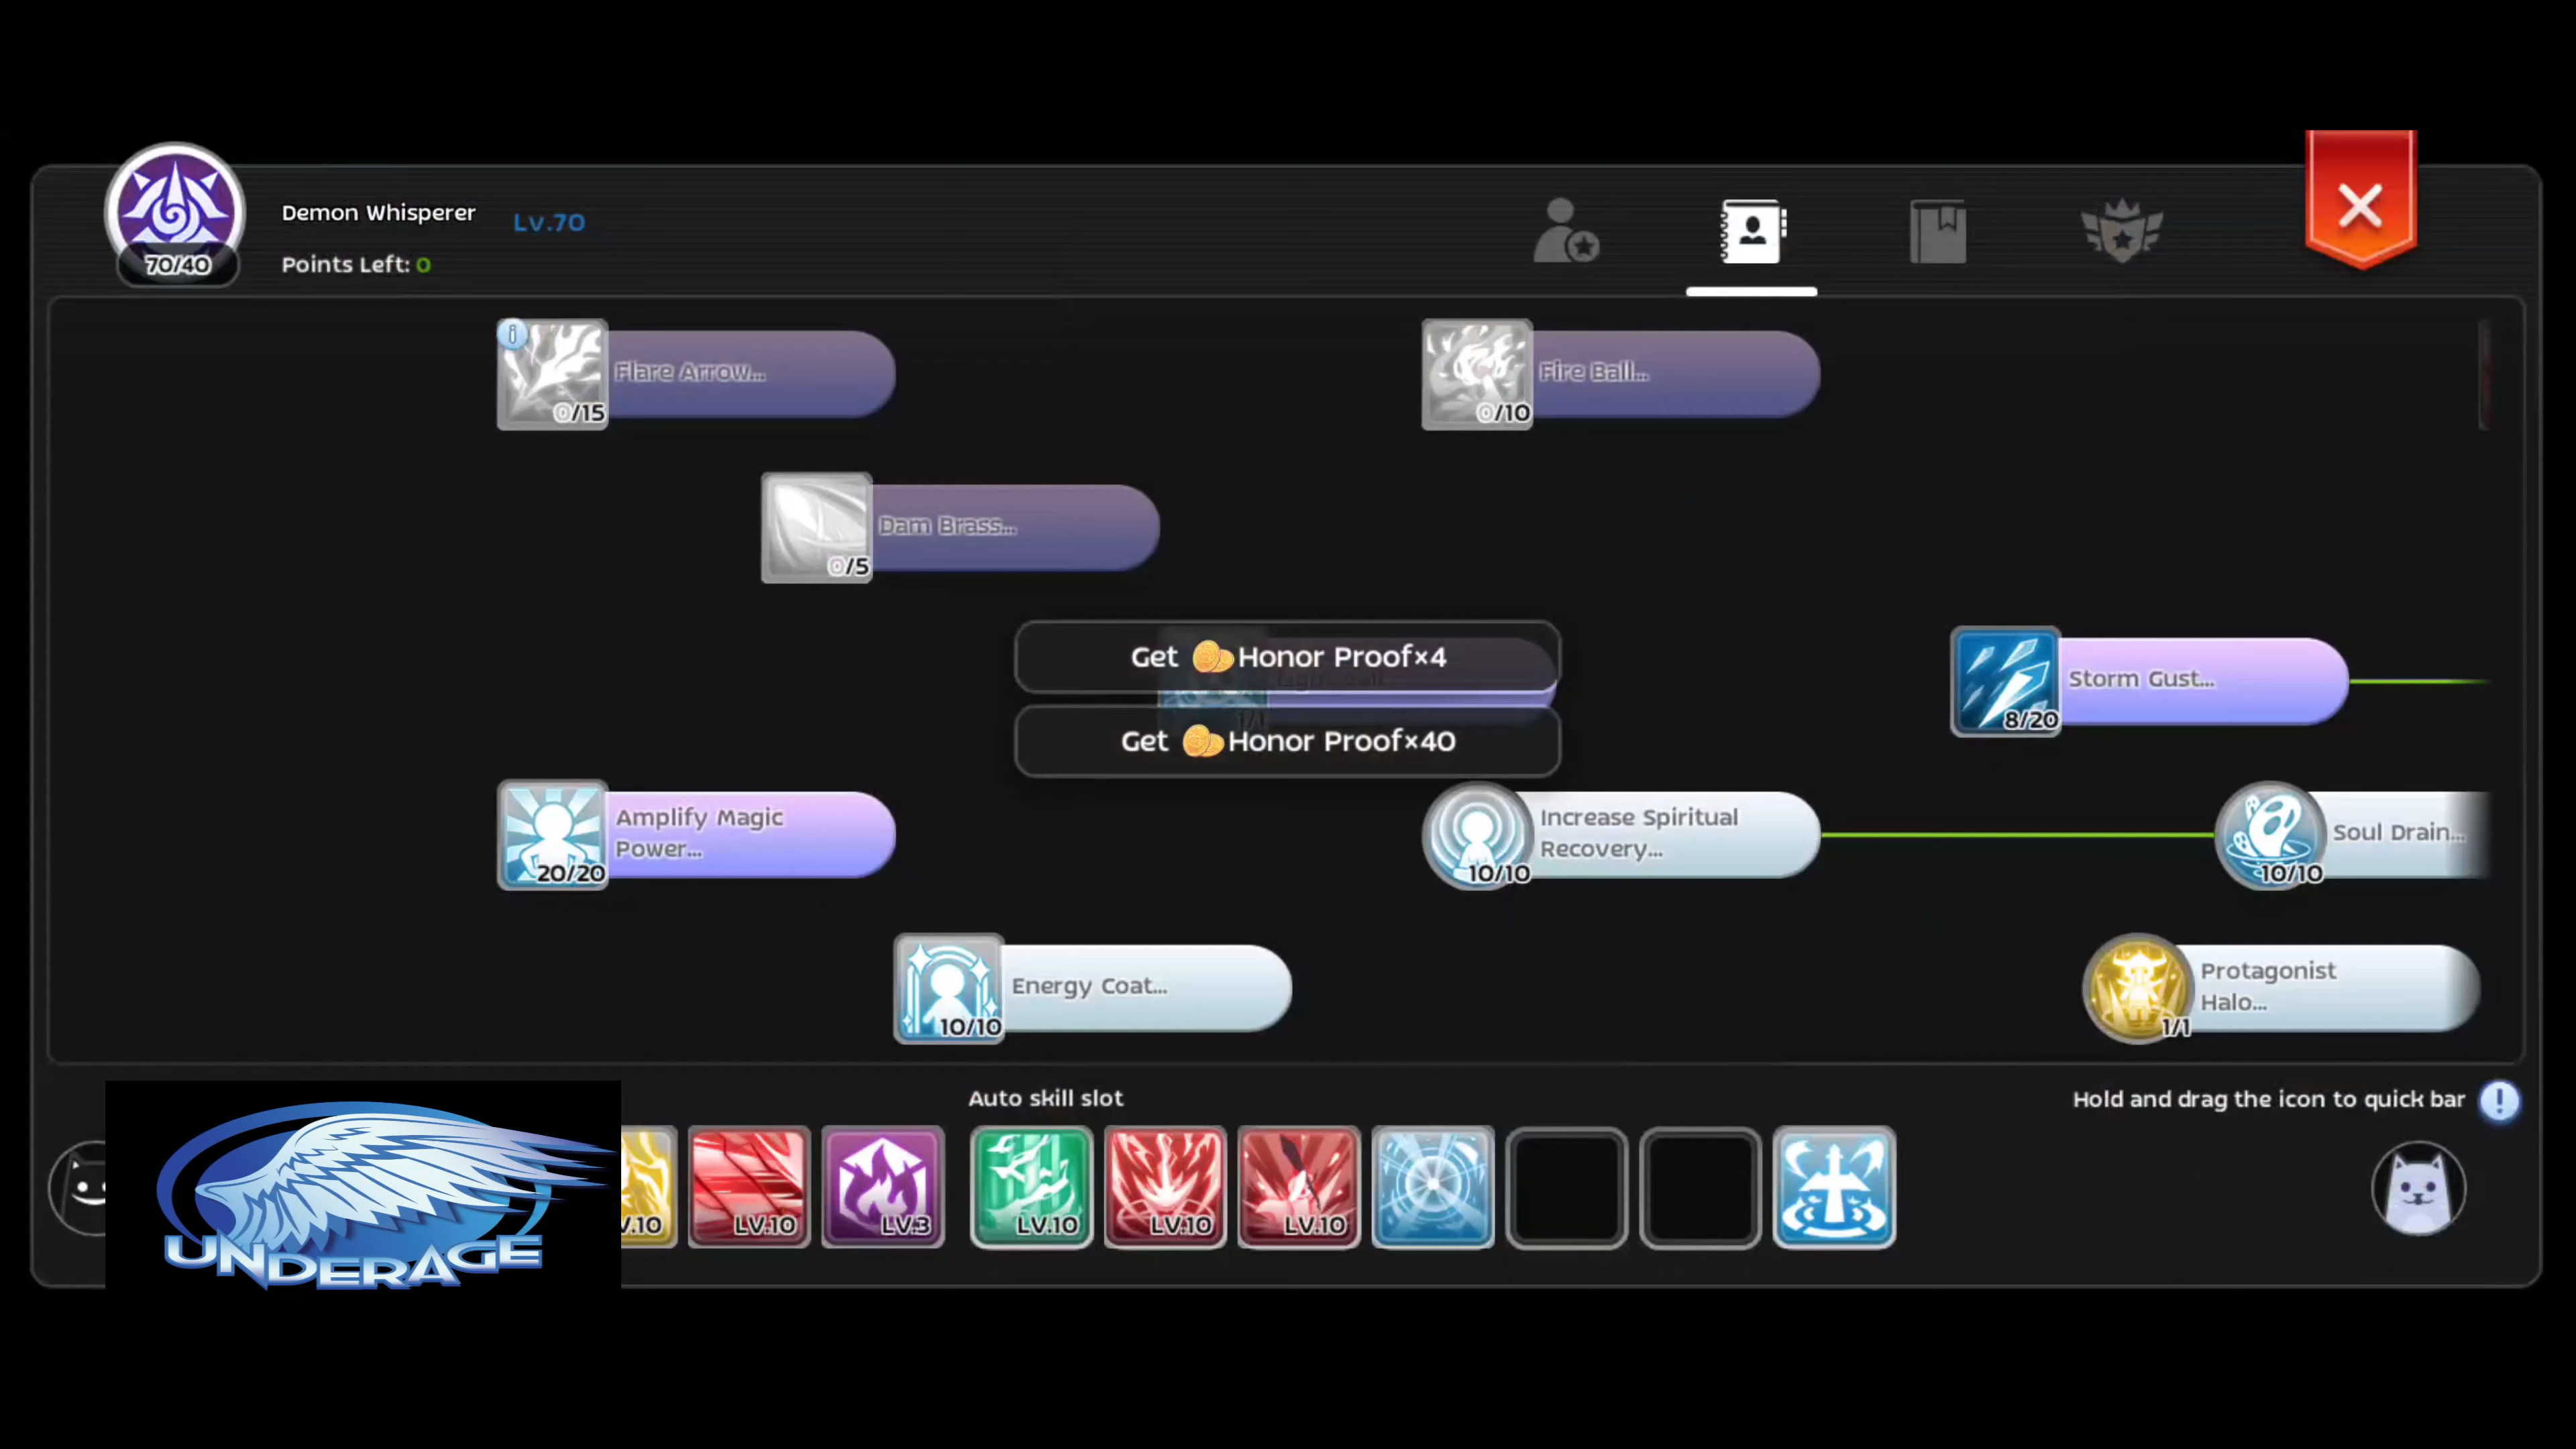 Demon Whisperer
Lv.70
70/40
Points Left: 0
Flare Arrow...
0/15
Fire Ball...
0/10
Dam Brass...
0/5
Get Honor Proof×4
Get Honor Proof×40
Storm Gust...
8/20
Amplify Magic
Power...
20/20
Increase Spiritual
Recovery...
10/10
Soul Drain...
10/10
Energy Coat...
10/10
Protagonist
Halo...
1/1
Auto skill slot
Hold and drag the icon to quick bar
UNDERAGE
LV.10
LV.3
LV.10
LV.10
LV.10